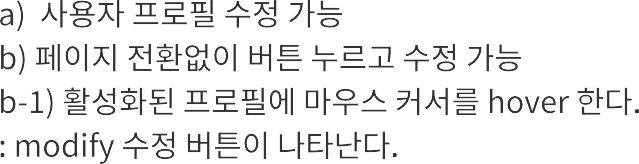 a) 사용자 프로필 수정 가능
b) 페이지 전환없이 버튼 누르고 수정 가능
b-1) 활성화된 프로필에 마우스 커서를 hover 한다.
: modify 수정 버튼이 나타난다.